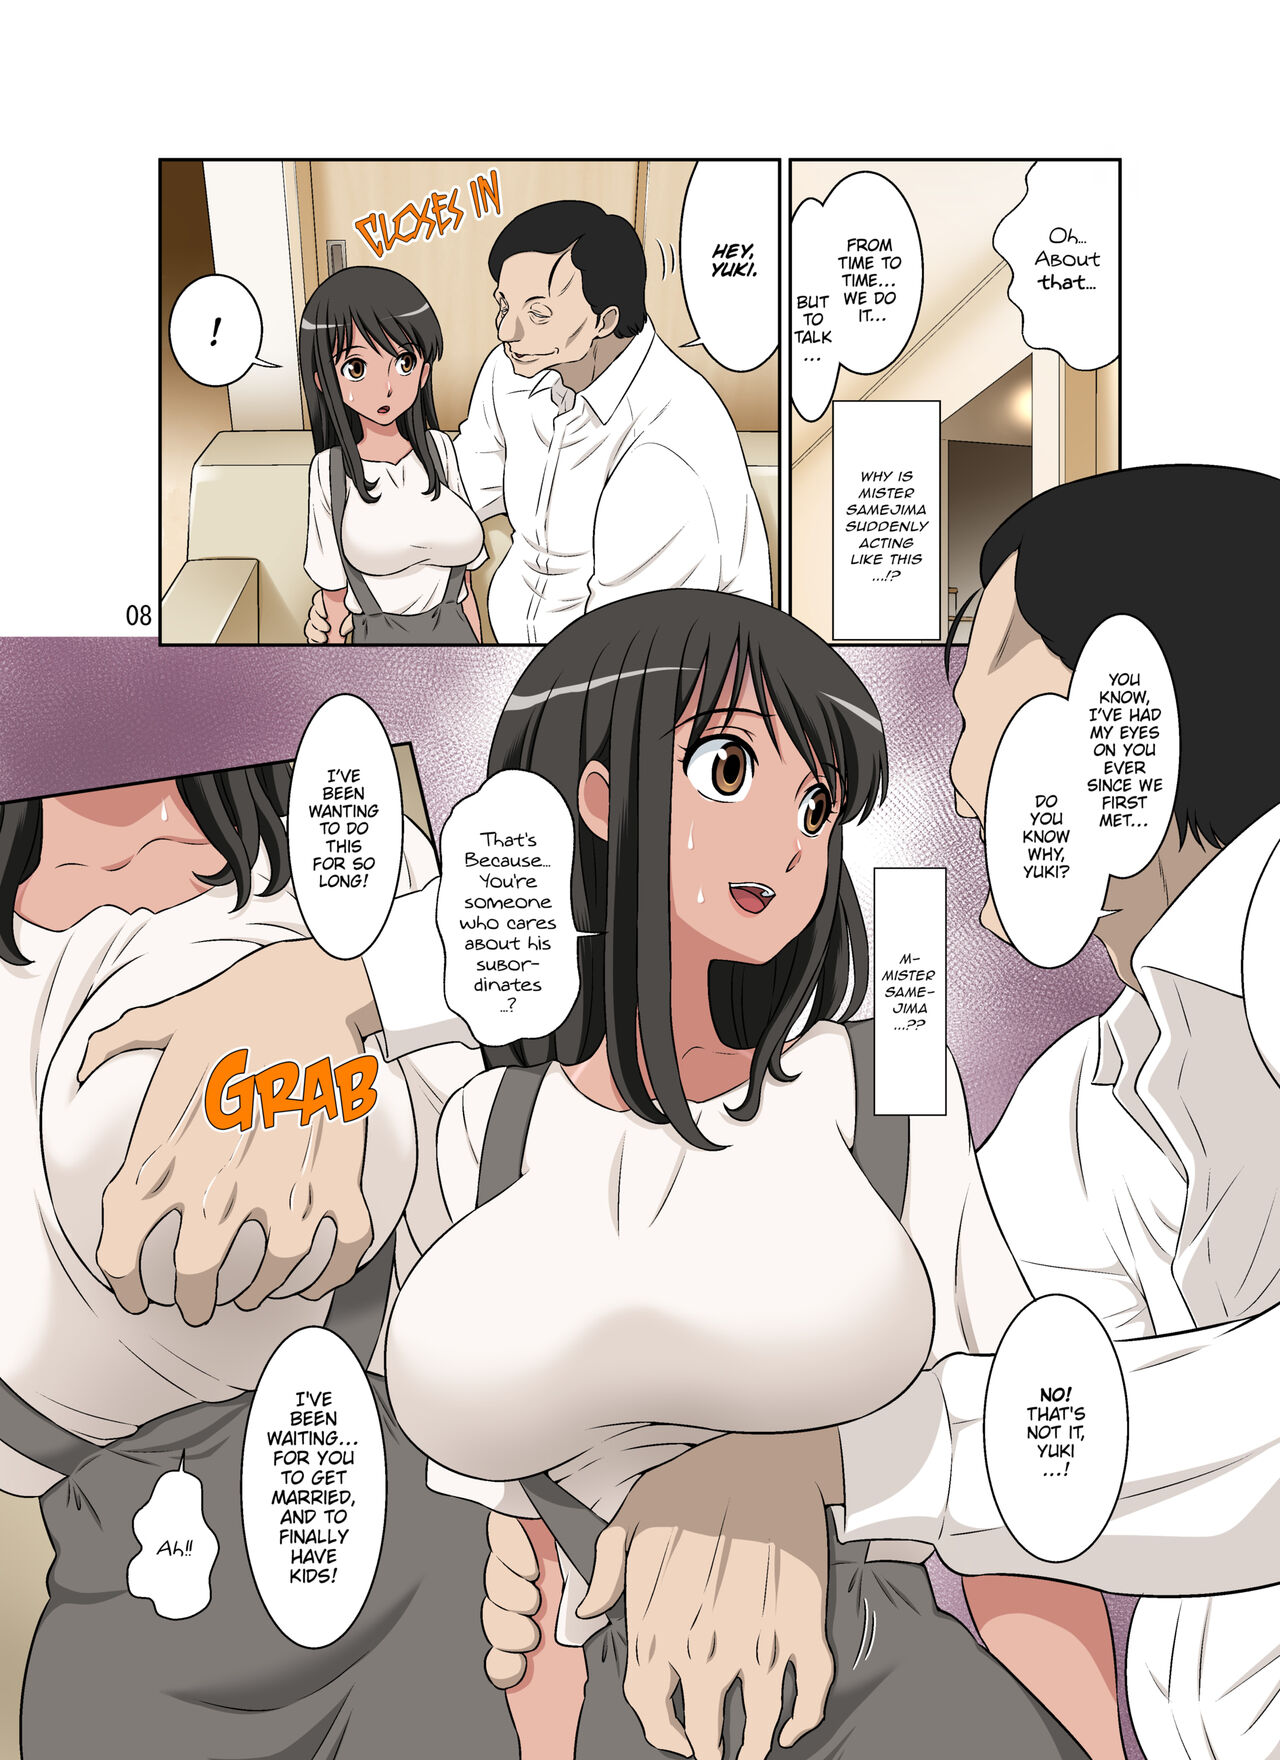 Oh...
About
that...
FROM
TIME TO
TIME...
WE DO
IT...
BUT
TO
TALK
...
WHY IS
MISTER
SAMEJIMA
SUDDENLY
ACTING
LIKE THIS
...!?
HEY,
YUKI.
CLOSES IN
!
08
YOU
KNOW,
I'VE HAD
MY EYES
ON YOU
EVER
SINCE WE
FIRST
MET...
DO
YOU
KNOW
WHY,
YUKI?
M-
MISTER
SAME-
JIMA
...??
That's
Because...
You're
someone
who cares
about his
subor-
dinates
...?
NO!
THAT'S
NOT IT,
YUKI
...!
I'VE
BEEN
WANTING
TO DO
THIS
FOR SO
LONG!
GRAB
I'VE
BEEN
WAITING...
FOR YOU
TO GET
MARRIED,
AND TO
FINALLY
HAVE
KIDS!
Ah!!